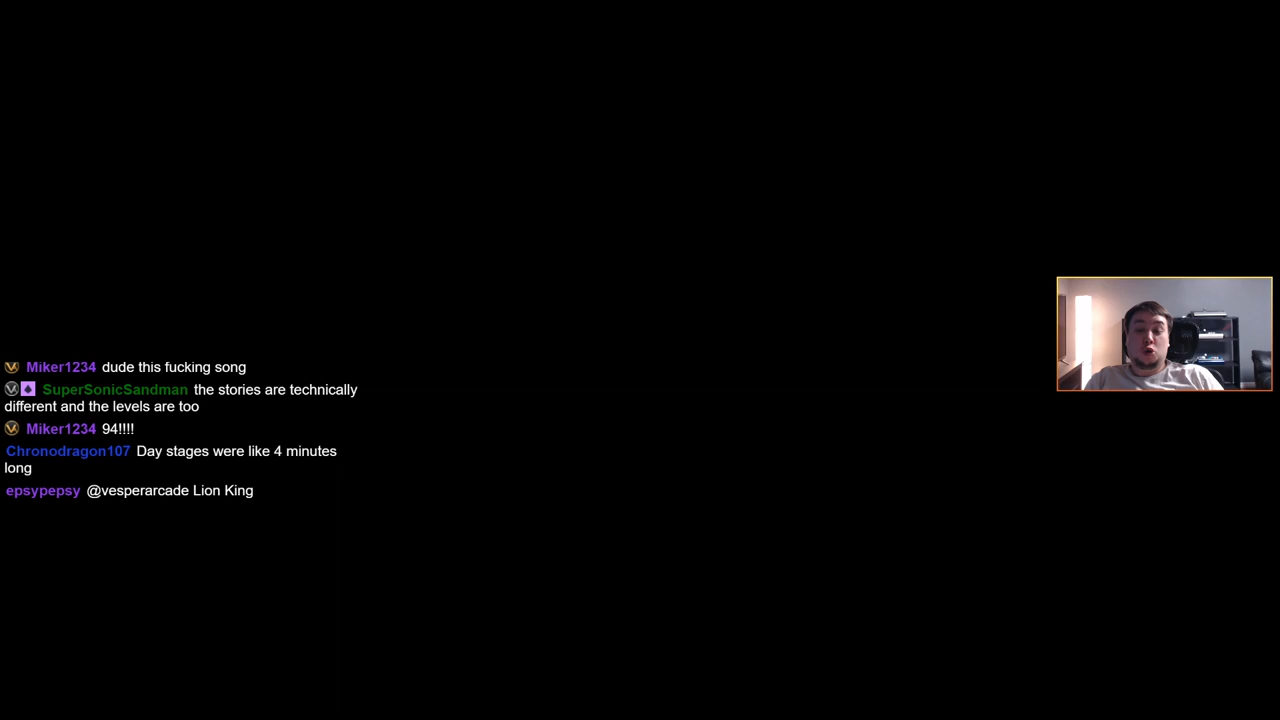 Miker1234 dude this fucking song
SuperSonicSandman the stories are technically
different and the levels are too
Miker1234 94!!!!
Chronodragon107 Day stages were like 4 minutes
long
epsypepsy @vesperarcade Lion King